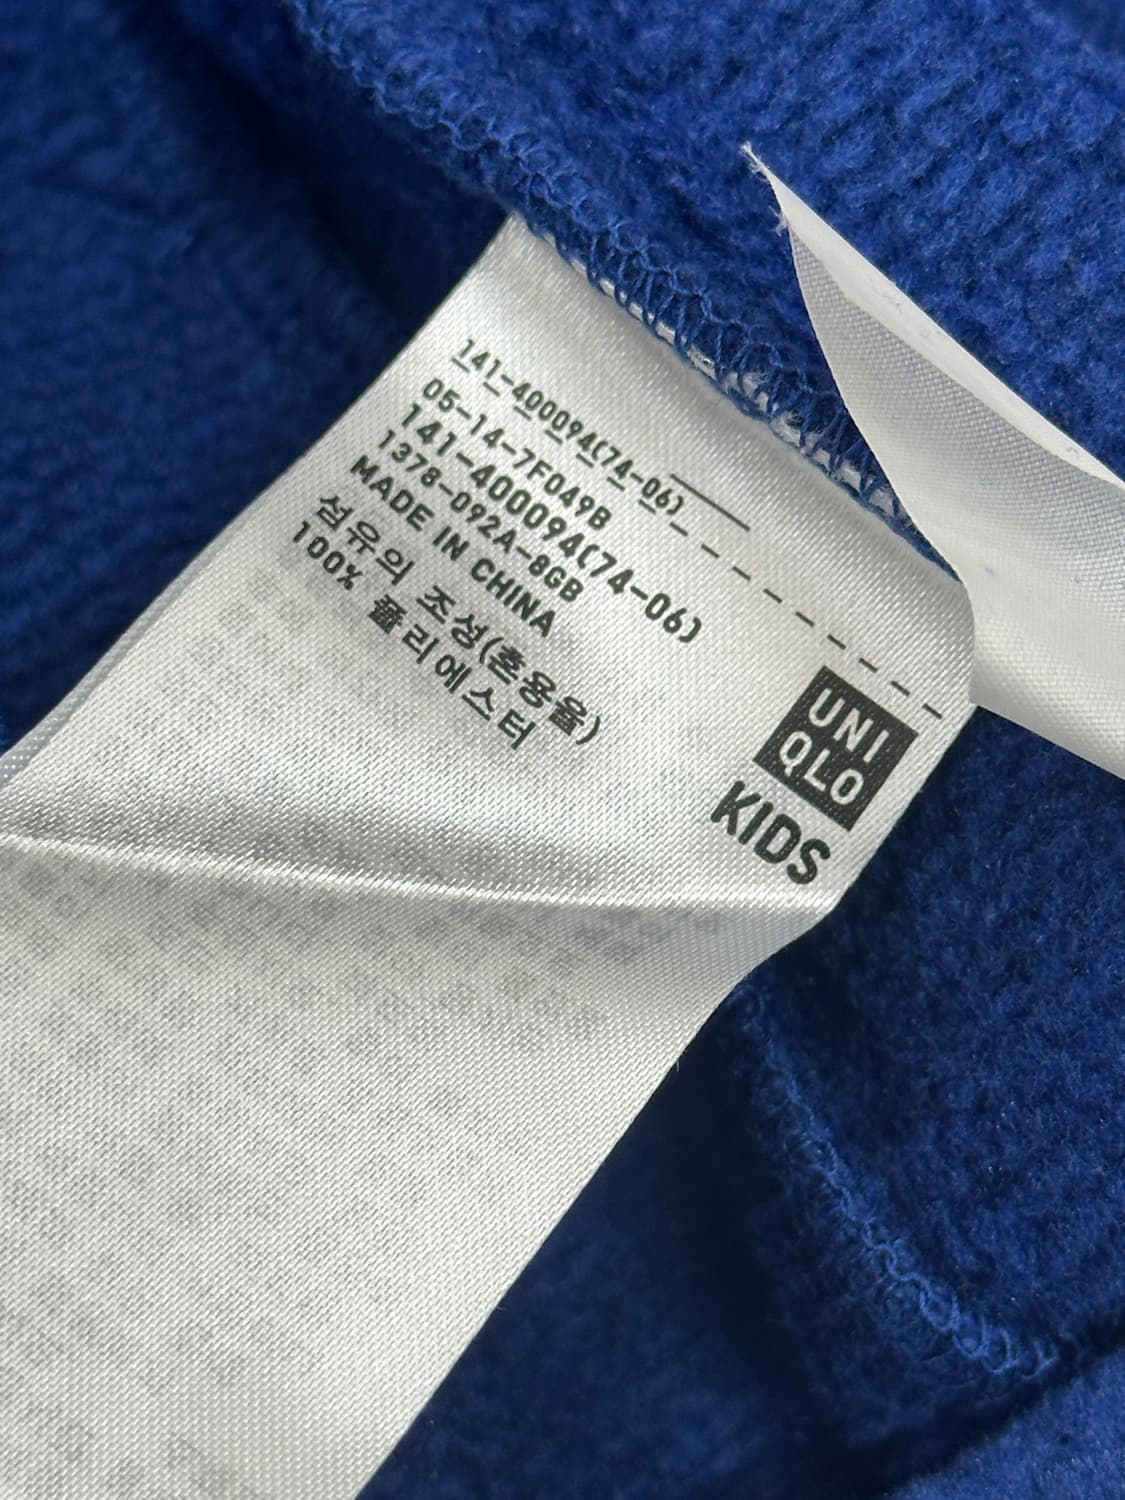 141-400094(74-06)
05-14-7F049B
141-400094(74-06)
1378-092A-8GB
MADE IN CHINA
섬유의 조성(혼용율)
100% 폴리에스터
UNI
QLO
KIDS